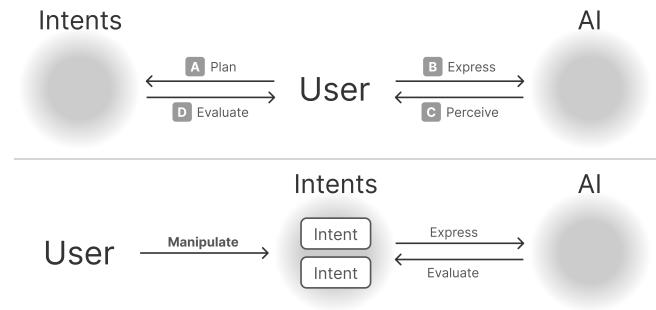 Intents
AI
A Plan
B Express
User
D Evaluate
C Perceive
Intents
AI
Intent
Express
User
Manipulate
Intent
Evaluate